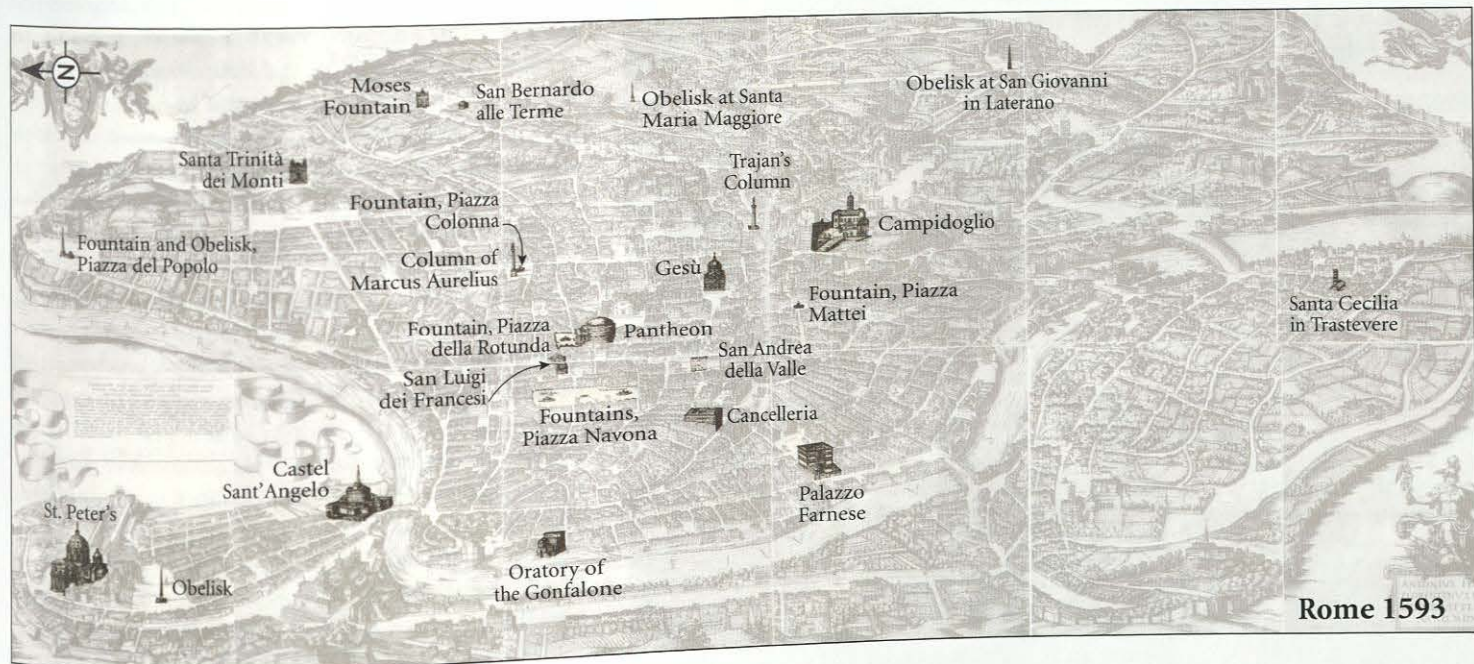 N
Moses
Fountain
San Bernardo
alle Terme
Obelisk at Santa
Maria Maggiore
Obelisk at San Giovanni
in Laterano
Santa Trinità
dei Monti
Trajan's
Column
Fountain, Piazza
Colonna
Campidoglio
Fountain and Obelisk,
Piazza del Popolo
Column of
Marcus Aurelius
Gesù
Fountain, Piazza
Mattei
Santa Cecilia
in Trastevere
Fountain, Piazza
della Rotunda
Pantheon
San Andrea
della Valle
San Luigi
dei Francesi
Fountains,
Piazza Navona
Cancelleria
Castel
Sant'Angelo
Palazzo
Farnese
St. Peter's
Obelisk
Oratory of
the Gonfalone
Rome 1593